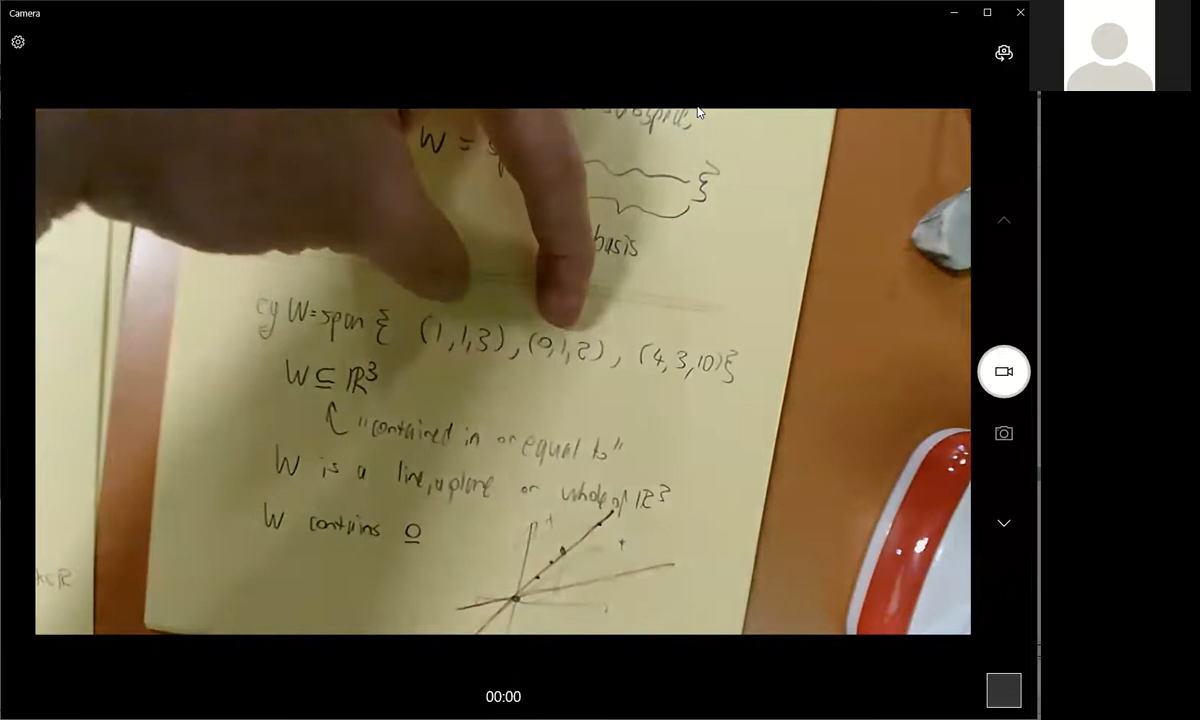 Camera
subspace,
W =
}
basis
eg W=span { (1,1,3), (0,1,2), (4,3,10)}
W ⊆ ℝ³
"contained in or equal to"
W is a line, a plane or whole of ℝ³
W contains 0
00:00